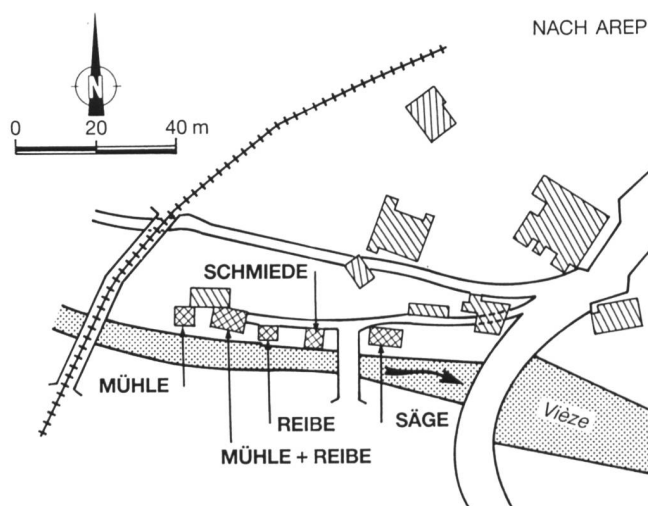 NACH AREP
N
0 20 40 m
SCHMIEDE
MÜHLE
REIBE
SÄGE
MÜHLE + REIBE
Vièze